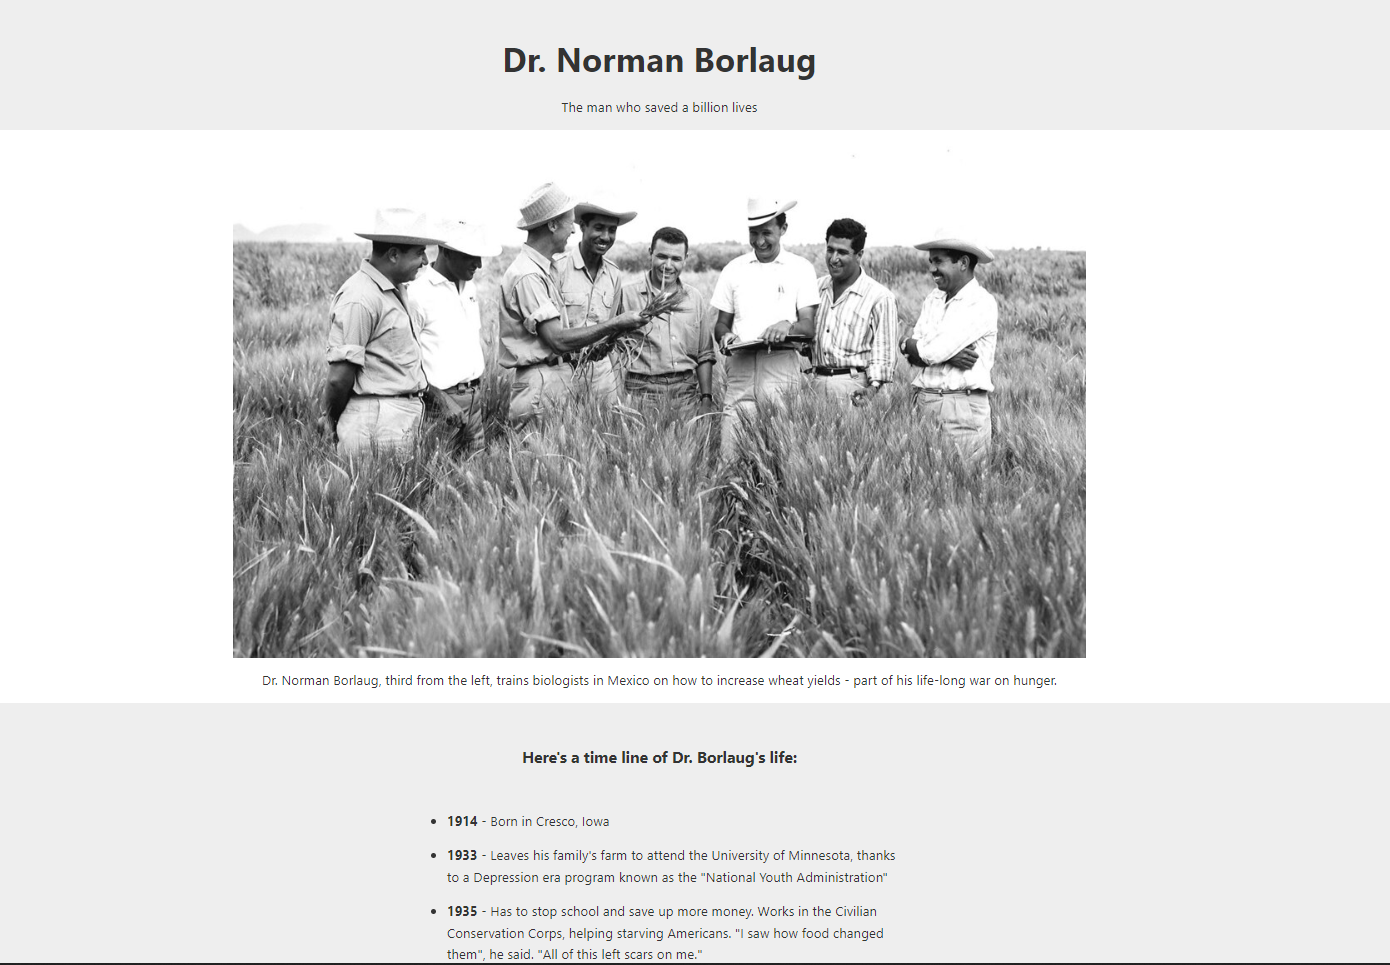 Dr. Norman Borlaug
The man who saved a billion lives
Dr. Norman Borlaug, third from the left, trains biologists in Mexico on how to increase wheat yields - part of his life-long war on hunger.
Here's a time line of Dr. Borlaug's life:
• 1914 - Born in Cresco, Iowa
• 1933 - Leaves his family's farm to attend the University of Minnesota, thanks
to a Depression era program known as the "National Youth Administration"
• 1935 - Has to stop school and save up more money. Works in the Civilian
Conservation Corps, helping starving Americans. "I saw how food changed
them", he said. "All of this left scars on me."